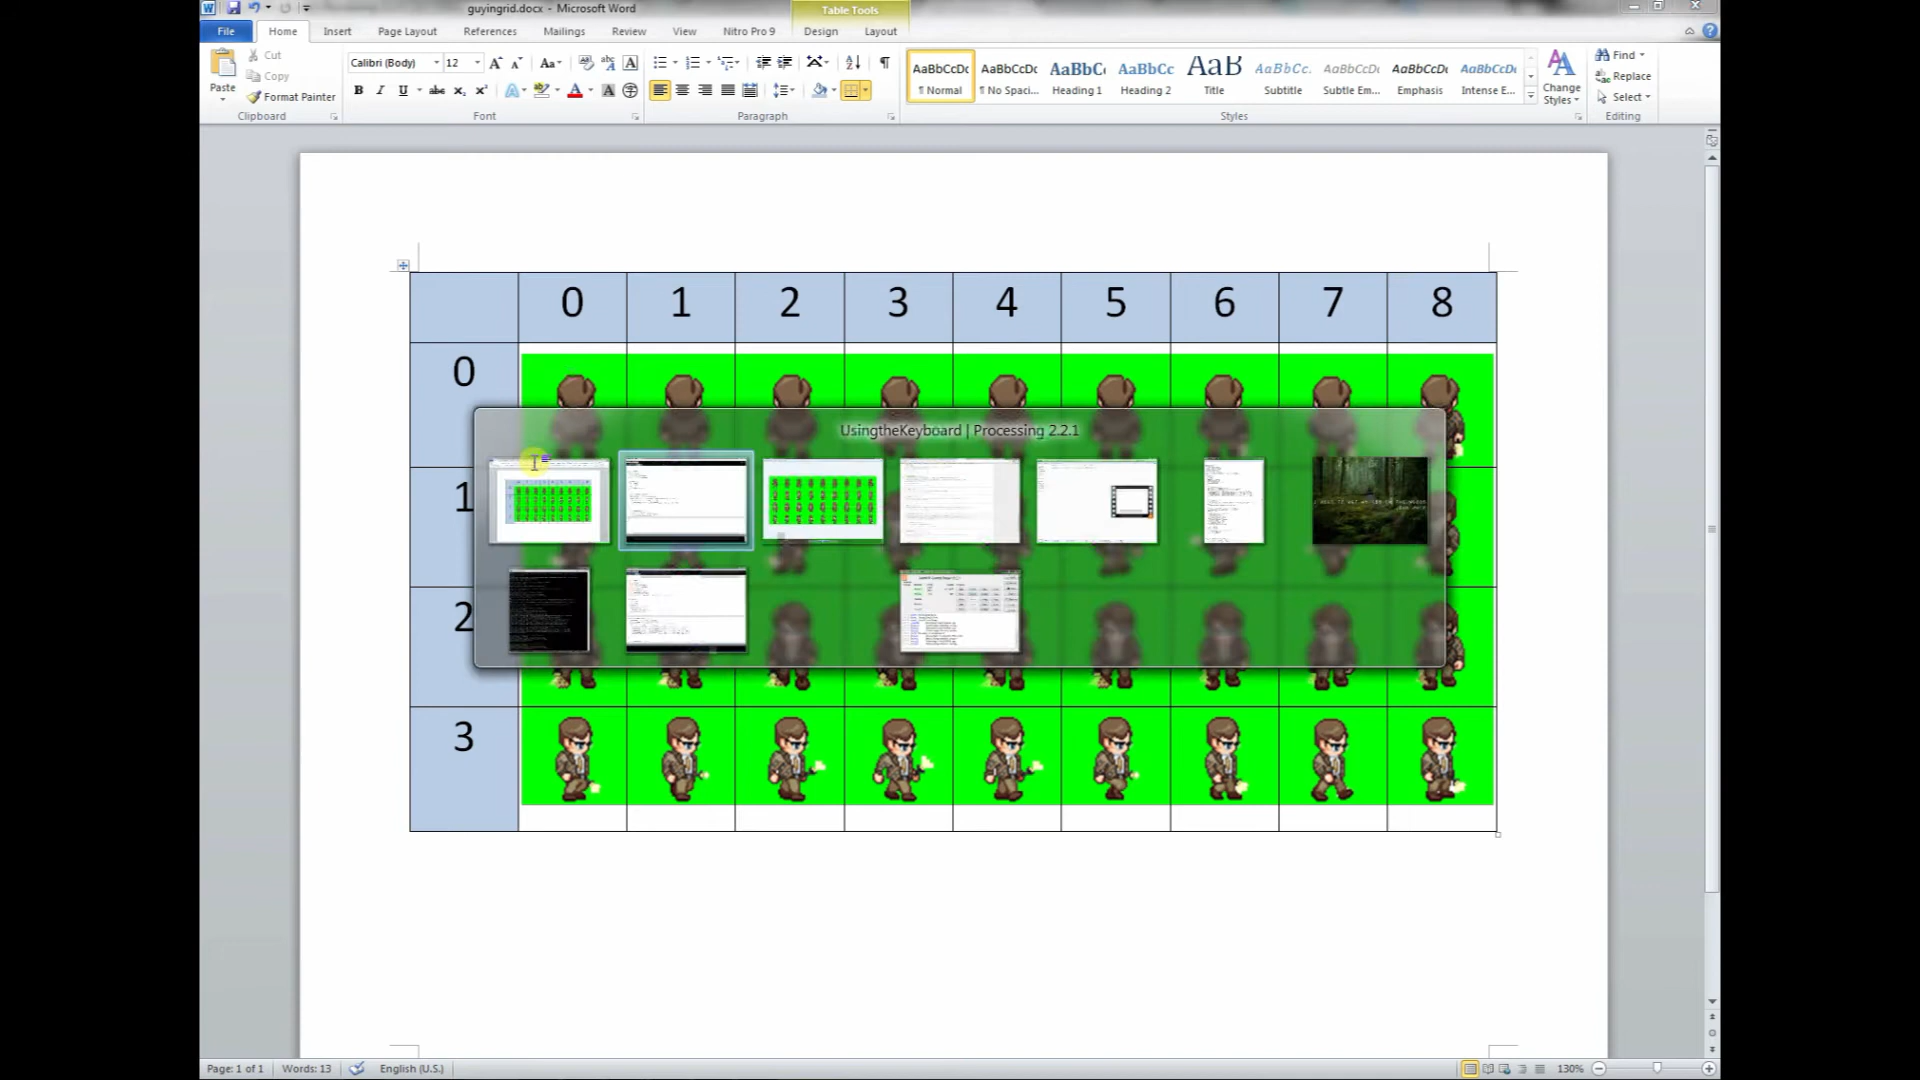 guyingrid.docx - Microsoft Word
Table Tools
File Home Insert Page Layout References Mailings Review View Nitro Pro 9 Design Layout
Paste
Cut
Copy
Format Painter
Clipboard
Calibri (Body) 12
Font
Paragraph
AaBbCcDc AaBbCcDc AaBbC AaBbCc AaB AaBbCc. AaBbCcDc AaBbCcDc AaBbCcDc
¶ Normal ¶ No Spaci... Heading 1 Heading 2 Title Subtitle Subtle Em... Emphasis Intense E...
Styles
Change
Styles
Find
Replace
Select
Editing
0 1 2 3 4 5 6 7 8
0
1
2
3
UsingtheKeyboard | Processing 2.2.1
Page: 1 of 1 Words: 13 English (U.S.) 130%